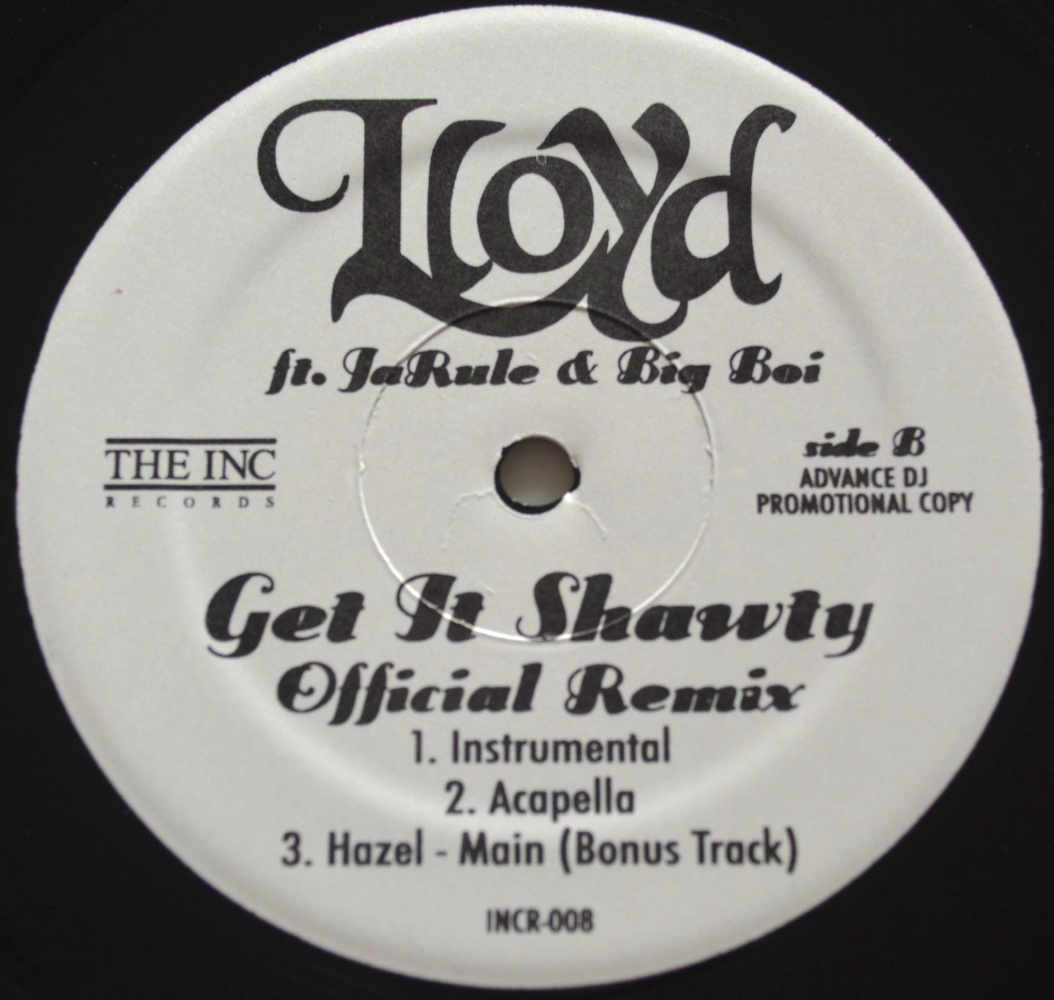 Lloyd
ft. JaRule & Big Boi
THE INC
RECORDS
side B
ADVANCE DJ
PROMOTIONAL COPY
Get It Shawty
Official Remix
1. Instrumental
2. Acapella
3. Hazel - Main (Bonus Track)
INCR-008